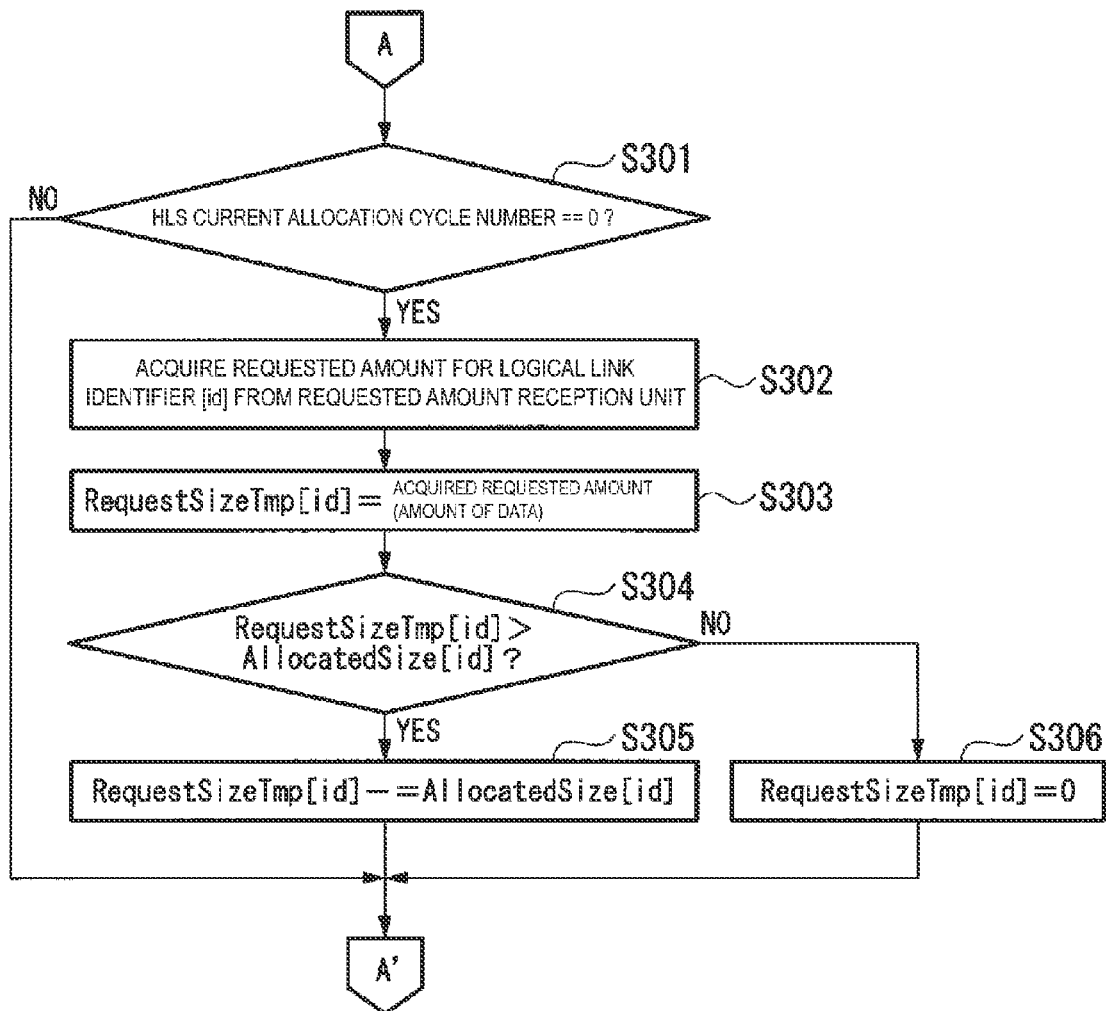 A
S301
NO
HLS CURRENT ALLOCATION CYCLE NUMBER == 0 ?
YES
ACQUIRE REQUESTED AMOUNT FOR LOGICAL LINK
IDENTIFIER [id] FROM REQUESTED AMOUNT RECEPTION UNIT
S302
RequestSizeTmp[id]= ACQUIRED REQUESTED AMOUNT
(AMOUNT OF DATA)
S303
S304
RequestSizeTmp[id]>
AllocatedSize[id]?
NO
YES
S305
RequestSizeTmp[id]-=AllocatedSize[id]
S306
RequestSizeTmp[id]=0
A'